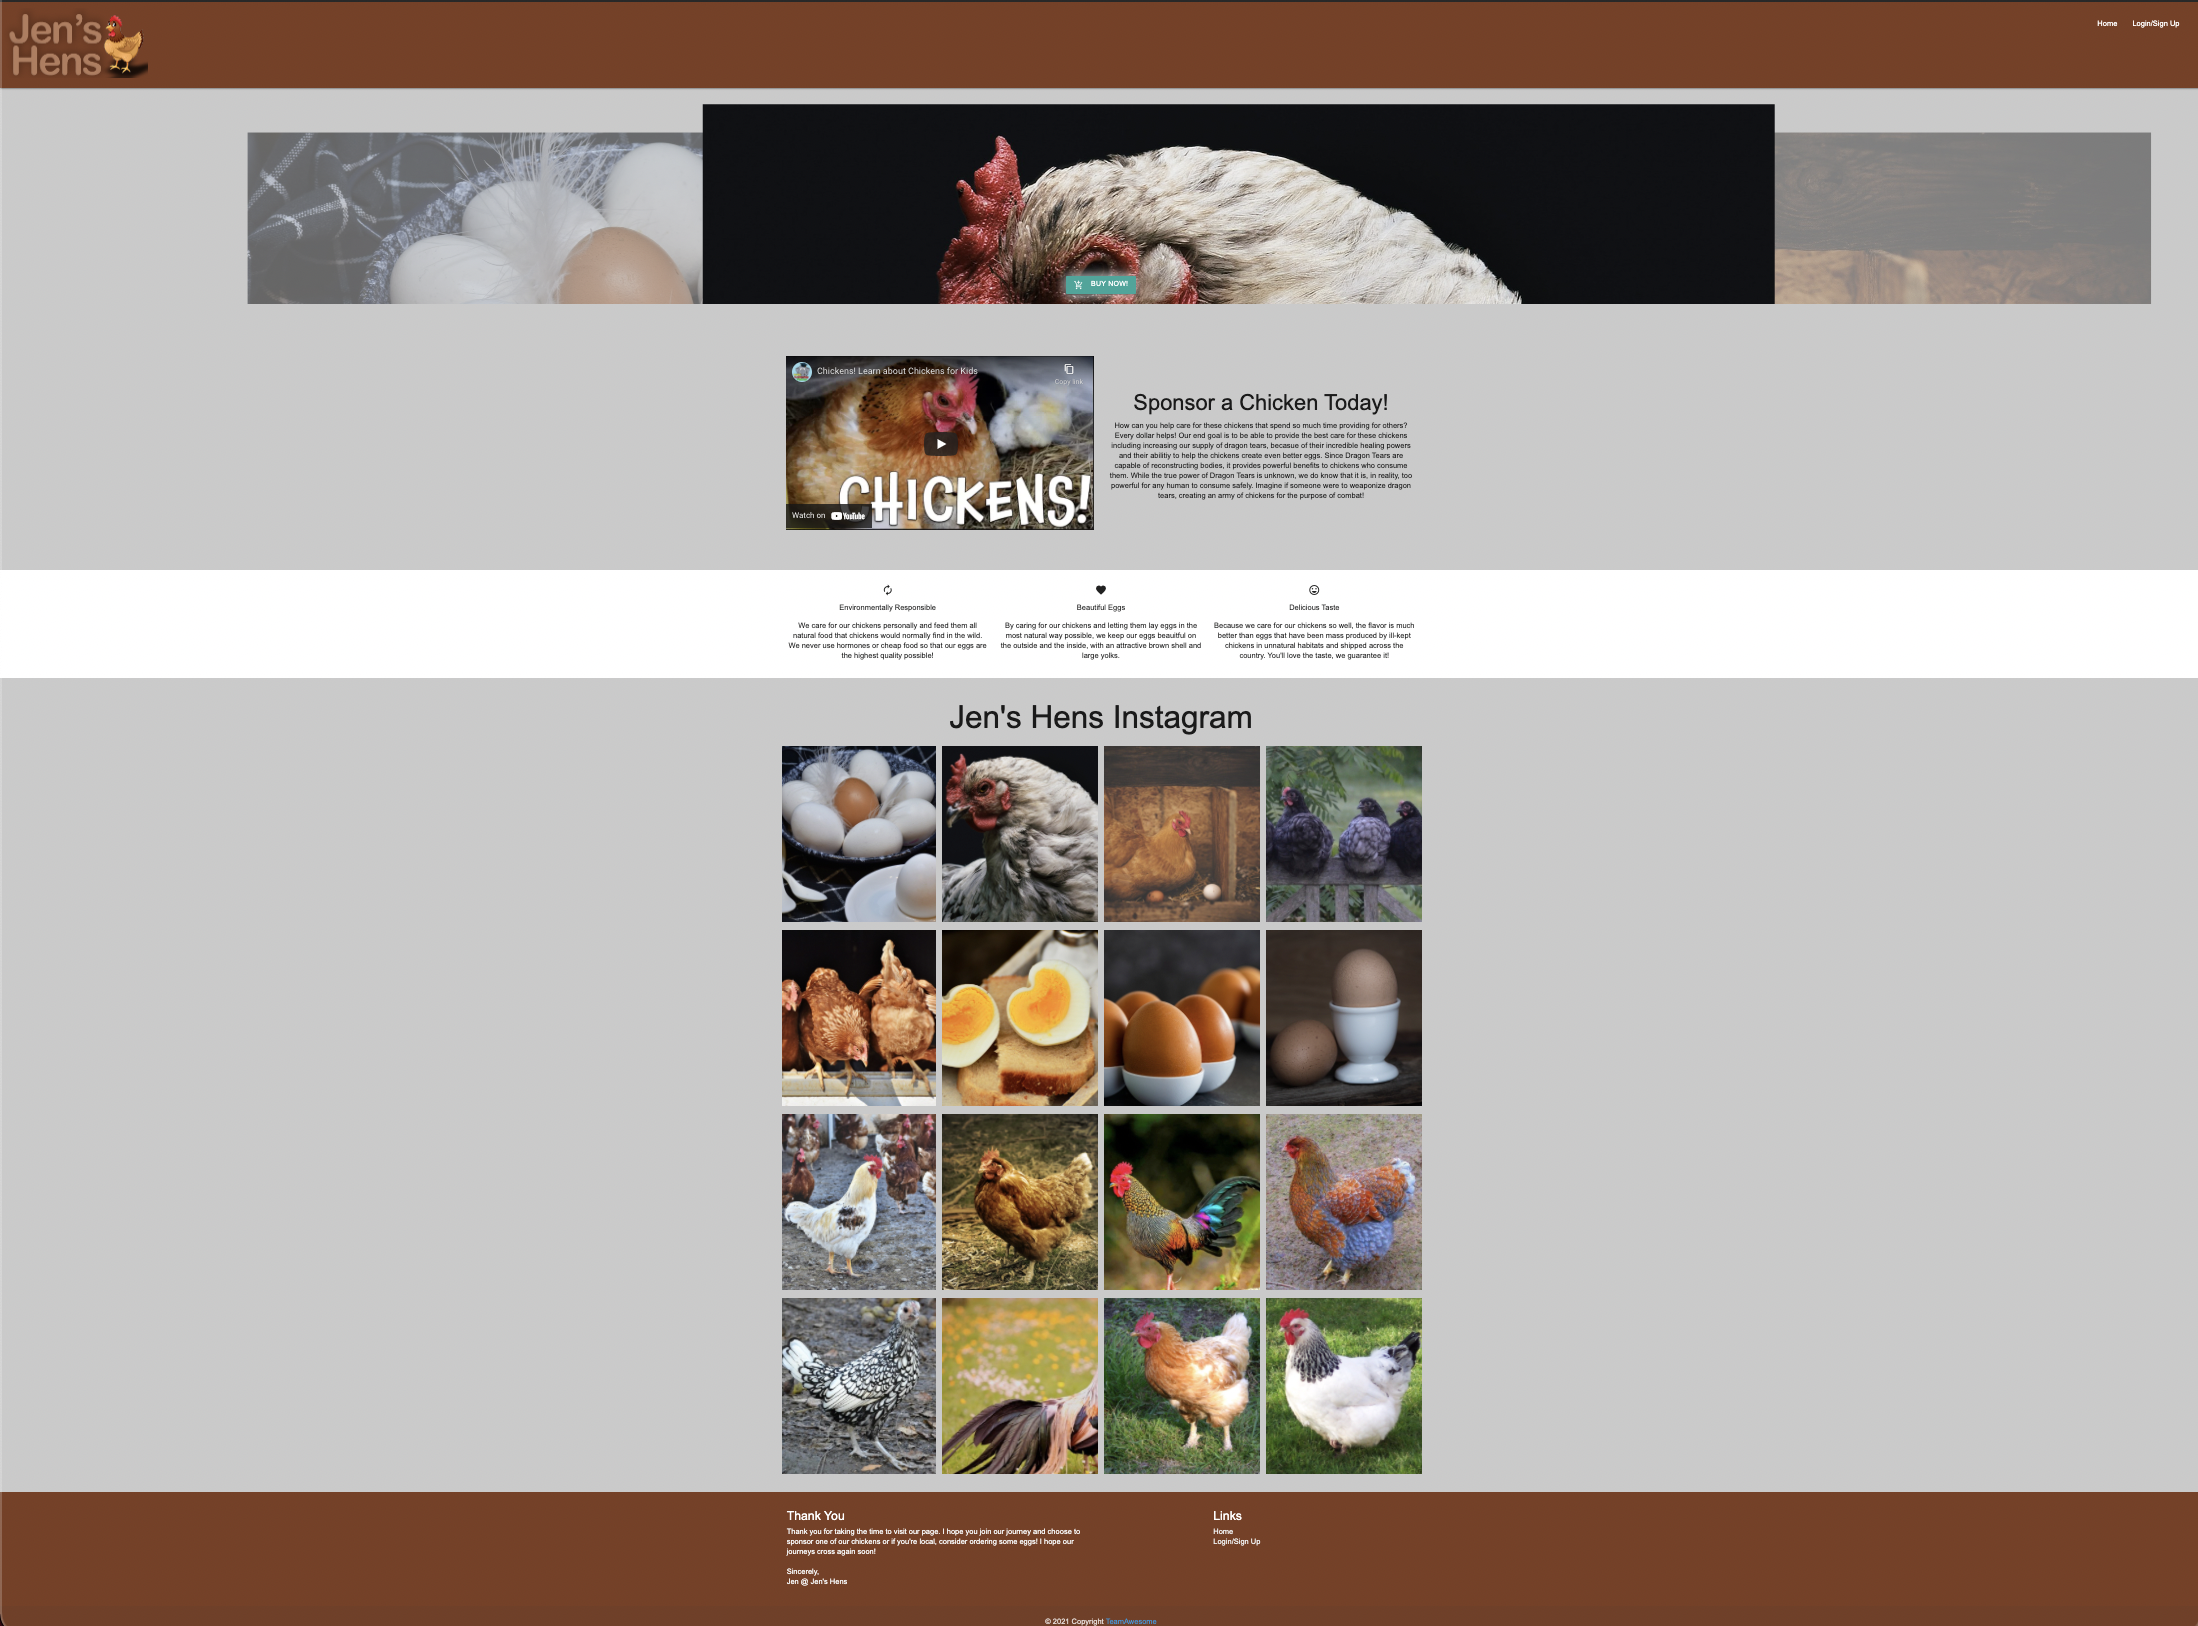 Jen's
Hens
Home
Login/Sign Up
BUY NOW!
Chickens! Learn about Chickens for Kids
Copy link
CHICKENS!
Watch on YouTube
Sponsor a Chicken Today!
How can you help care for these chickens that spend so much time providing for others?
Every dollar helps! Our end goal is to be able to provide the best care for these chickens
including increasing our supply of dragon tears, becasue of their incredible healing powers
and their abilitiy to help the chickens create even better eggs. Since Dragon Tears are
capable of reconstructing bodies, it provides powerful benefits to chickens who consume
them. While the true power of Dragon Tears is unknown, we do know that it is, in reality, too
powerful for any human to consume safely. Imagine if someone were to weaponize dragon
tears, creating an army of chickens for the purpose of combat!
Environmentally Responsible
We care for our chickens personally and feed them all
natural food that chickens would normally find in the wild.
We never use hormones or cheap food so that our eggs are
the highest quality possible!
Beautiful Eggs
By caring for our chickens and letting them lay eggs in the
most natural way possible, we keep our eggs beauitful on
the outside and the inside, with an attractive brown shell and
large yolks.
Delicious Taste
Because we care for our chickens so well, the flavor is much
better than eggs that have been mass produced by ill-kept
chickens in unnatural habitats and shipped across the
country. You'll love the taste, we guarantee it!
Jen's Hens Instagram
Thank You
Thank you for taking the time to visit our page. I hope you join our journey and choose to
sponsor one of our chickens or if you're local, consider ordering some eggs! I hope our
journeys cross again soon!
Sincerely,
Jen @ Jen's Hens
Links
Home
Login/Sign Up
© 2021 Copyright TeamAwesome